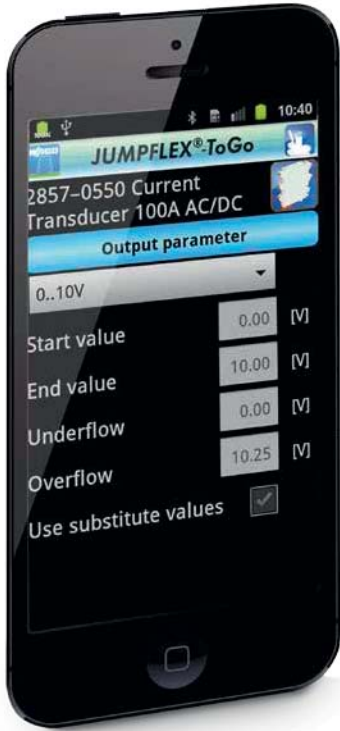 10:40
JUMPFLEX®-ToGo
2857–0550 Current
Transducer 100A AC/DC
Output parameter
0..10V
Start value 0.00 [V]
End value 10.00 [V]
Underflow 0.00 [V]
Overflow 10.25 [V]
Use substitute values